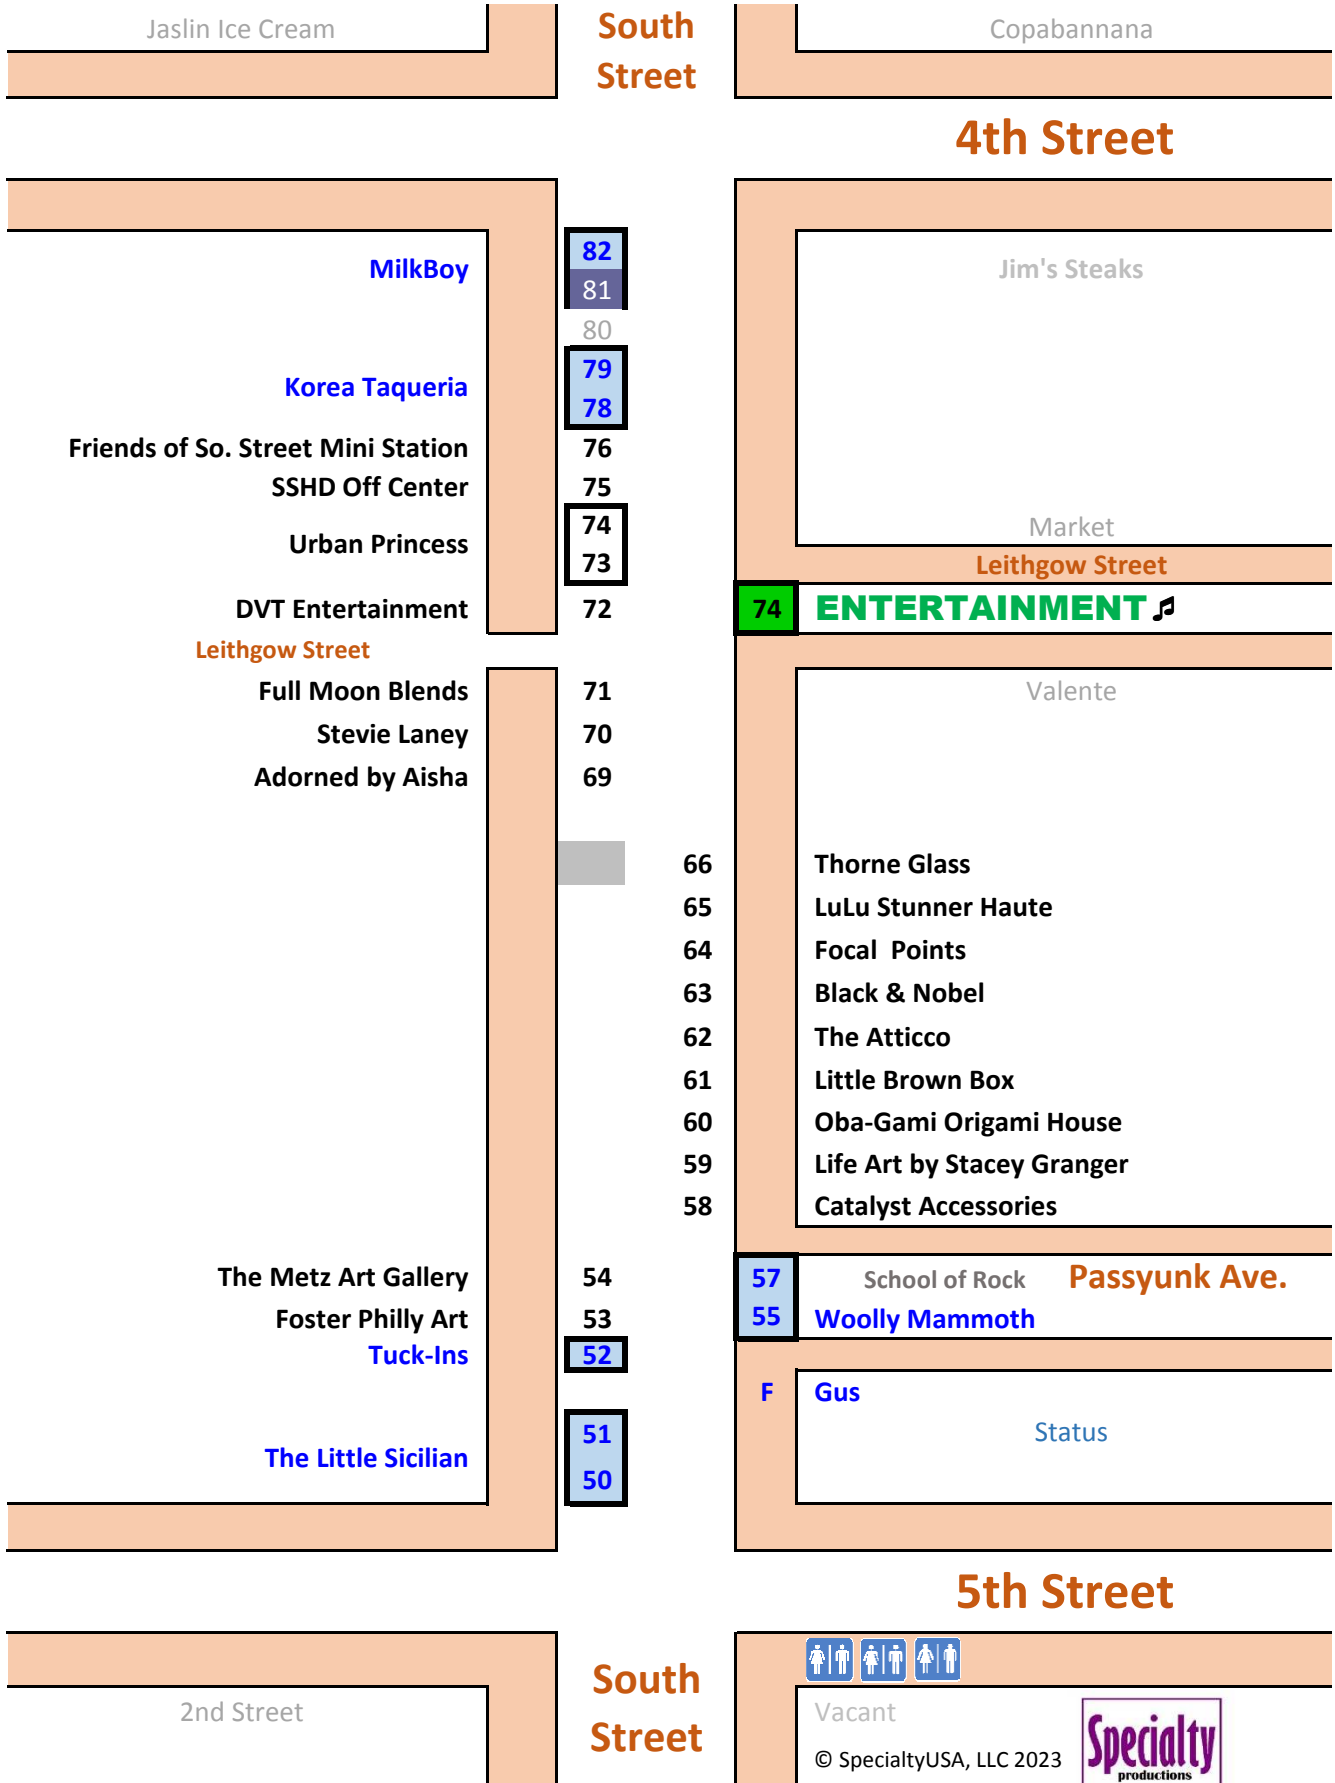 Jaslin Ice Cream
South
Street
Copabannana
4th Street
MilkBoy
82
81
Jim's Steaks
80
Korea Taqueria
79
78
Friends of So. Street Mini Station 76
SSHD Off Center 75
Urban Princess
74
73
Market
Leithgow Street
DVT Entertainment 72
74 ENTERTAINMENT
Leithgow Street
Full Moon Blends 71
Valente
Stevie Laney 70
Adorned by Aisha 69
66 Thorne Glass
65 LuLu Stunner Haute
64 Focal Points
63 Black & Nobel
62 The Atticco
61 Little Brown Box
60 Oba-Gami Origami House
59 Life Art by Stacey Granger
58 Catalyst Accessories
The Metz Art Gallery 54
57 School of Rock Passyunk Ave.
Foster Philly Art 53
55 Woolly Mammoth
Tuck-Ins 52
F Gus
Status
The Little Sicilian
51
50
5th Street
South
Street
2nd Street
Vacant
© SpecialtyUSA, LLC 2023
Specialty
productions